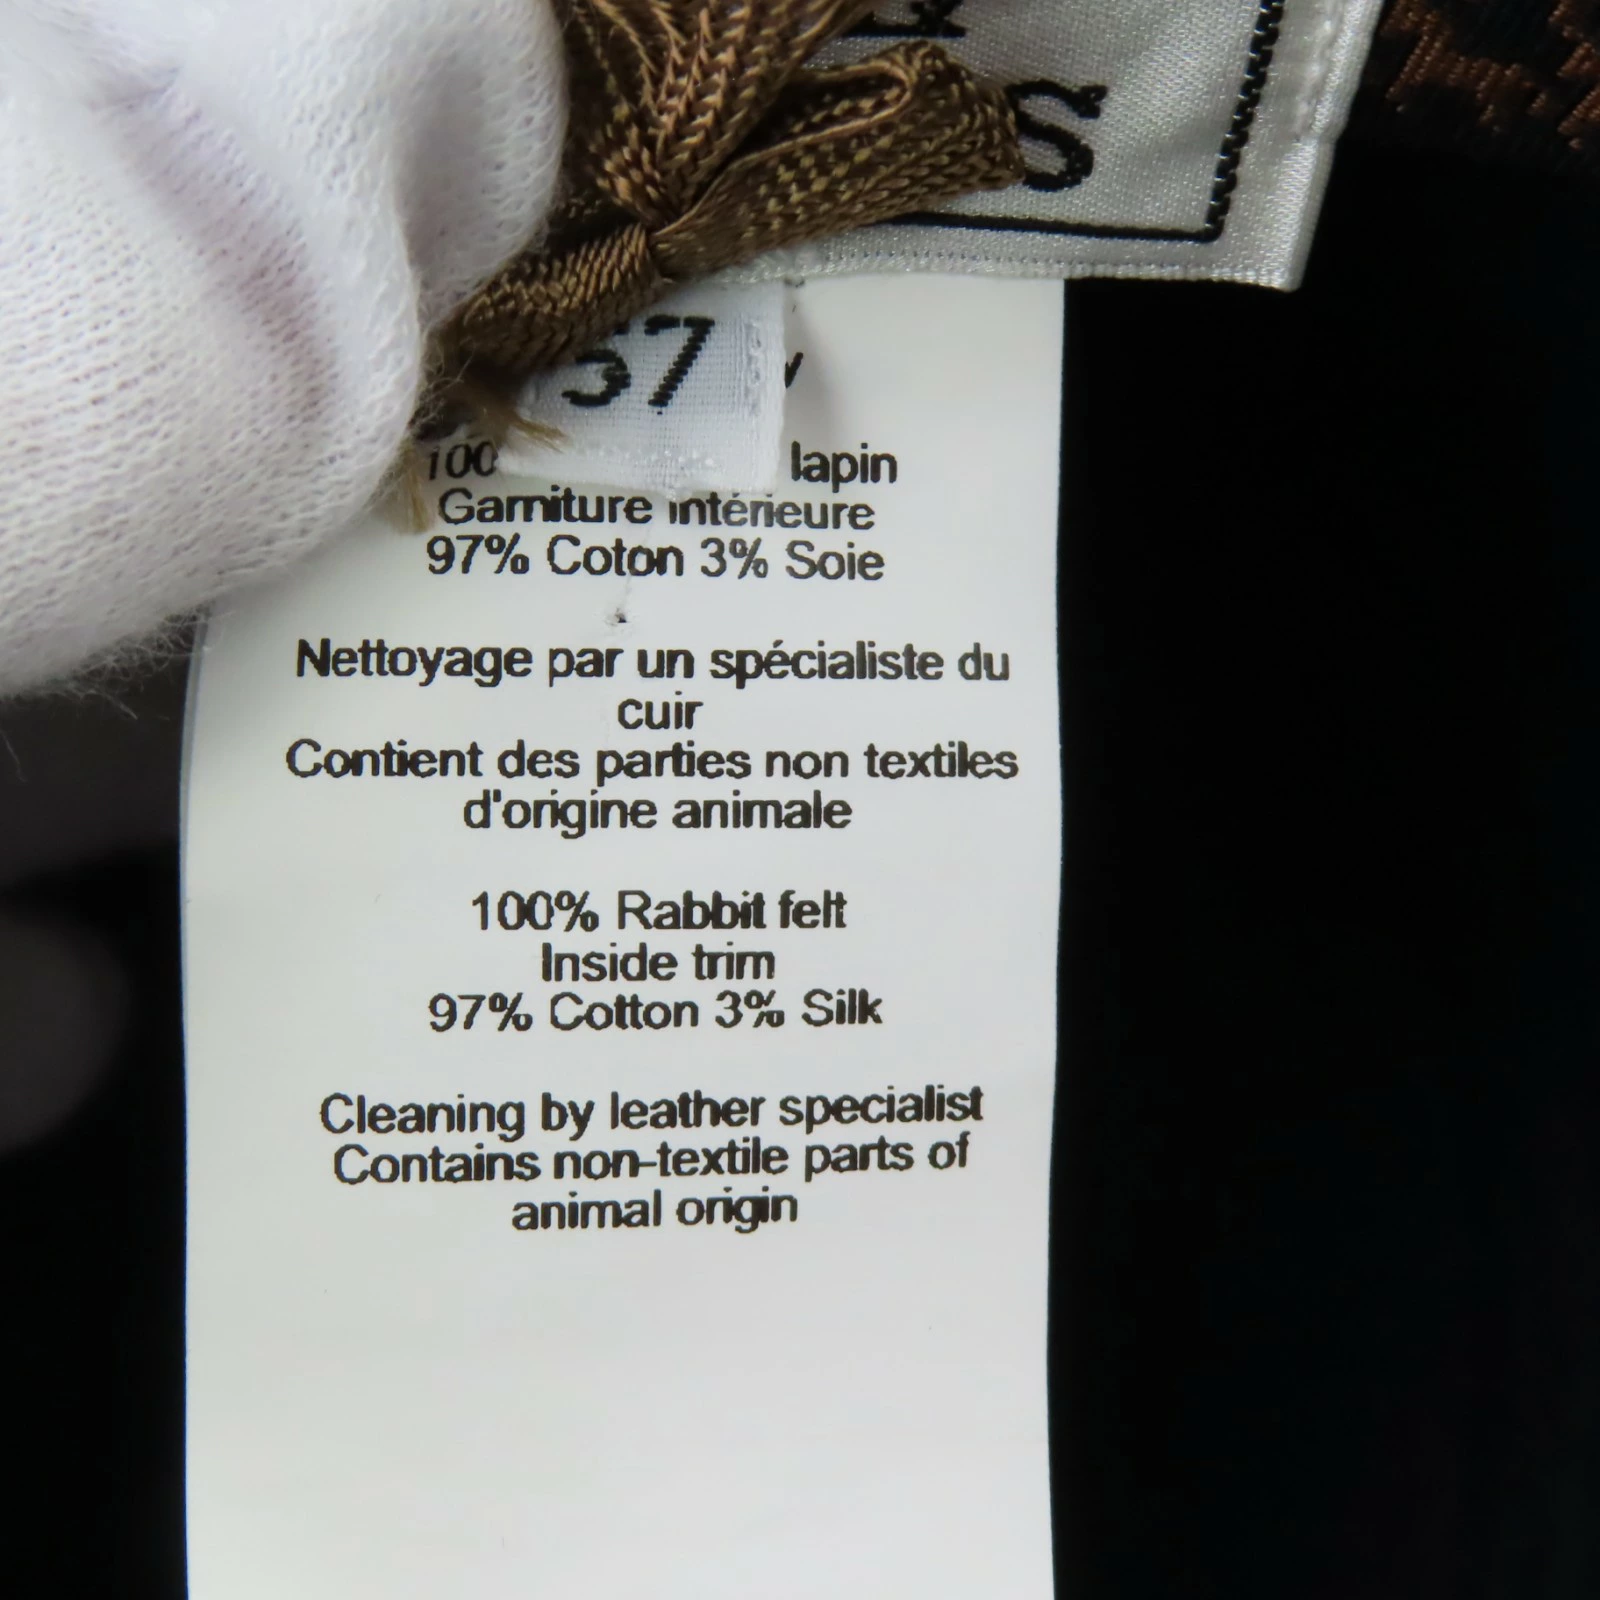 S
57
100 lapin
Garniture intérieure
97% Coton 3% Soie
Nettoyage par un spécialiste du
cuir
Contient des parties non textiles
d'origine animale
100% Rabbit felt
Inside trim
97% Cotton 3% Silk
Cleaning by leather specialist
Contains non-textile parts of
animal origin